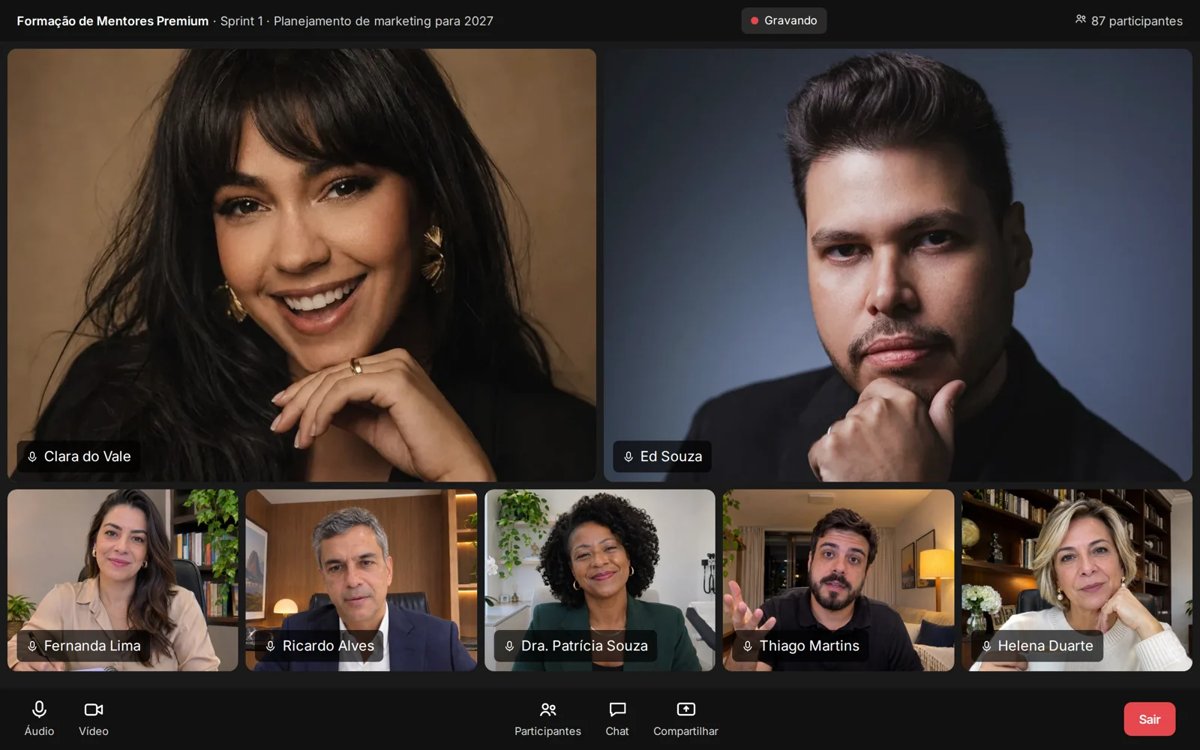 Formação de Mentores Premium · Sprint 1 · Planejamento de marketing para 2027
Gravando
87 participantes
Clara do Vale
Ed Souza
Fernanda Lima
Ricardo Alves
Dra. Patrícia Souza
Thiago Martins
Helena Duarte
Áudio
Vídeo
Participantes
Chat
Compartilhar
Sair